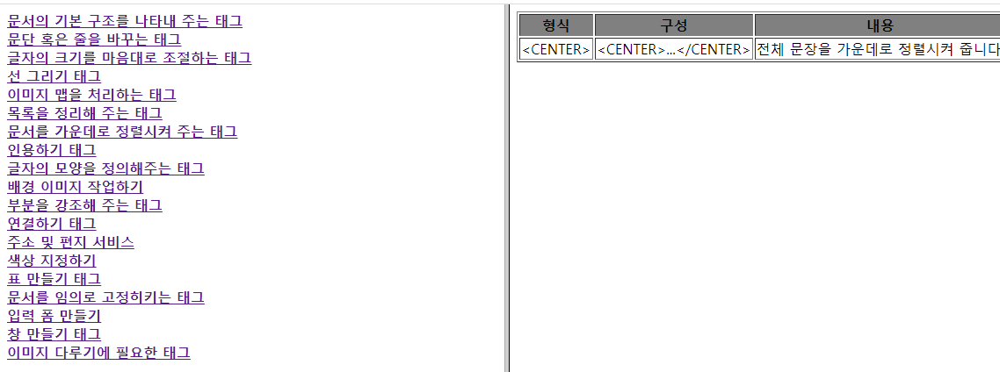 문서의 기본 구조를 나타내 주는 태그
문단 혹은 줄을 바꾸는 태그
글자의 크기를 마음대로 조절하는 태그
선 그리기 태그
이미지 맵을 처리하는 태그
목록을 정리해 주는 태그
문서를 가운데로 정렬시켜 주는 태그
인용하기 태그
글자의 모양을 정의해주는 태그
배경 이미지 작업하기
부분을 강조해 주는 태그
연결하기 태그
주소 및 편지 서비스
색상 지정하기
표 만들기 태그
문서를 임의로 고정히키는 태그
입력 폼 만들기
창 만들기 태그
이미지 다루기에 필요한 태그
형식 구성 내용
<CENTER> <CENTER>...</CENTER> 전체 문장을 가운데로 정렬시켜 줍니다